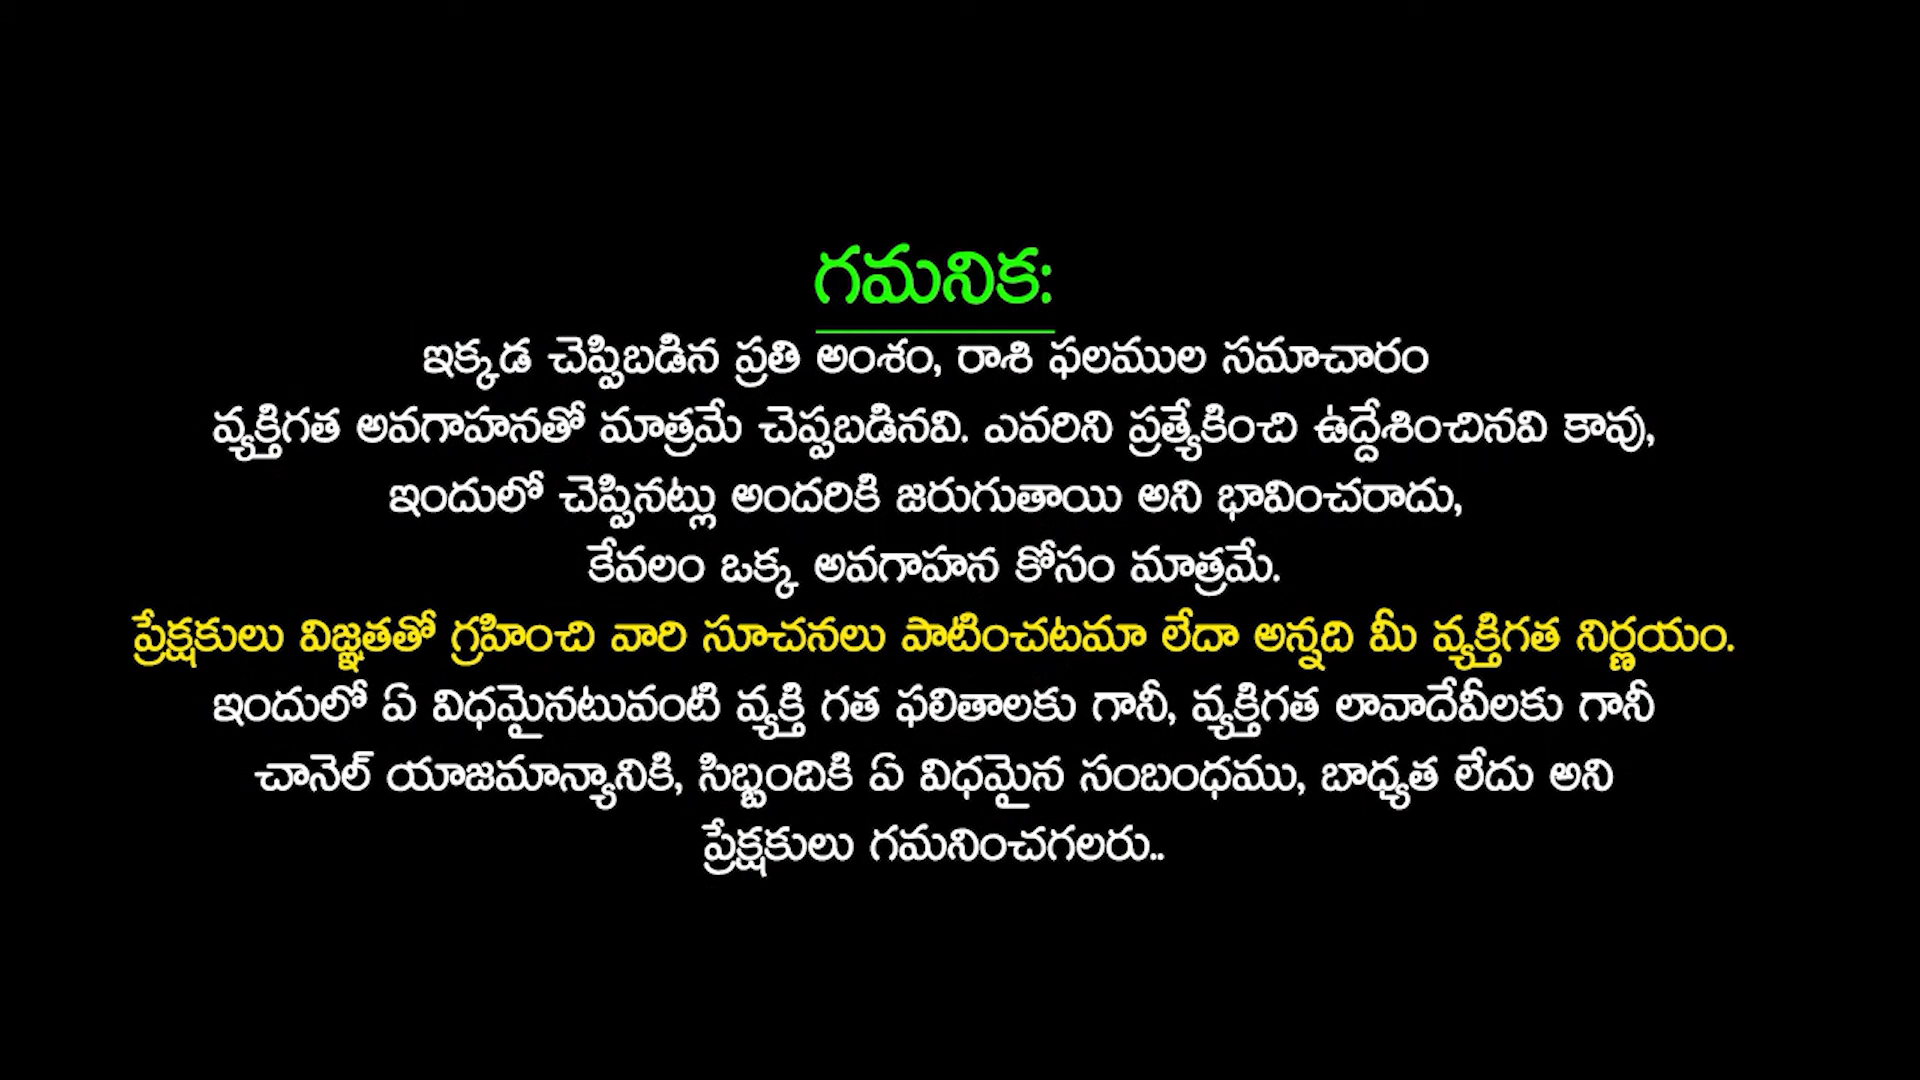 గమనిక:
ఇక్కడ చెప్పిబడిన ప్రతి అంశం, రాశి ఫలముల సమాచారం
వ్యక్తిగత అవగాహనతో మాత్రమే చెప్పబడినవి. ఎవరిని ప్రత్యేకించి ఉద్దేశించినవి కావు,
ఇందులో చెప్పినట్లు అందరికి జరుగుతాయి అని భావించరాదు,
కేవలం ఒక్క అవగాహన కోసం మాత్రమే.
ప్రేక్షకులు విజ్ఞతతో గ్రహించి వారి సూచనలు పాటించటమా లేదా అన్నది మీ వ్యక్తిగత నిర్ణయం.
ఇందులో ఏ విధమైనటువంటి వ్యక్తి గత ఫలితాలకు గానీ, వ్యక్తిగత లావాదేవీలకు గానీ
చానెల్ యాజమాన్యానికి, సిబ్బందికి ఏ విధమైన సంబంధము, బాధ్యత లేదు అని
ప్రేక్షకులు గమనించగలరు..